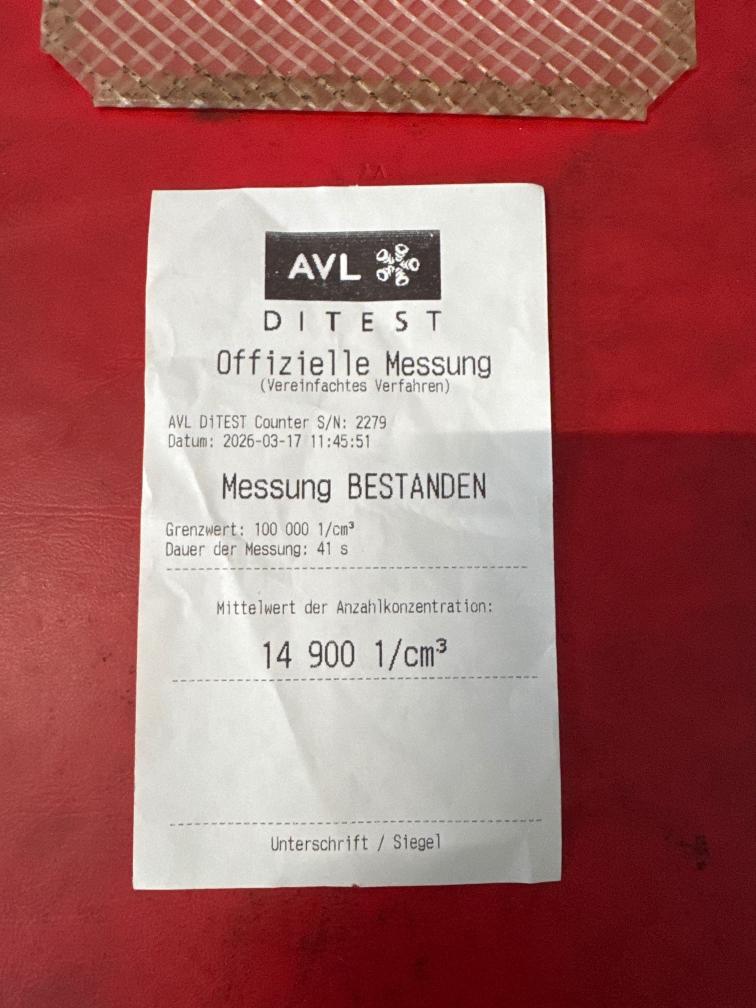 AVL
DITEST
Offizielle Messung
(Vereinfachtes Verfahren)
AVL DiTEST Counter S/N: 2279
Datum: 2026-03-17 11:45:51
Messung BESTANDEN
Grenzwert: 100 000 1/cm³
Dauer der Messung: 41 s
Mittelwert der Anzahlkonzentration:
14 900 1/cm³
Unterschrift / Siegel